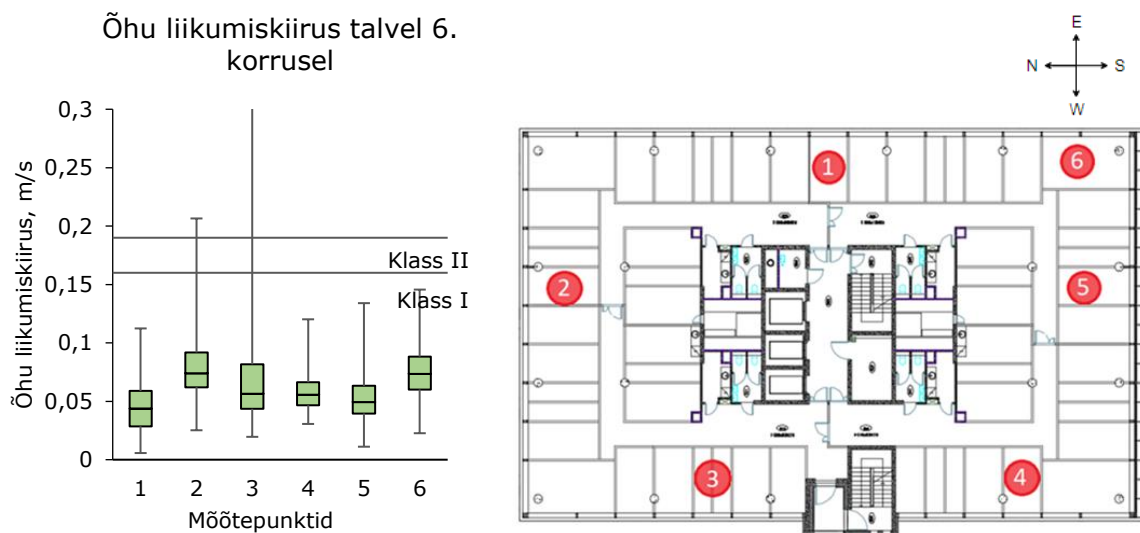 Õhu liikumiskiirus talvel 6.
korrusel
Õhu liikumiskiirus, m/s
0,3
0,25
0,2
0,15
0,1
0,05
0
Klass II
Klass I
1 2 3 4 5 6
Mõõtepunktid
E
N S
W
1
6
2
5
3
4